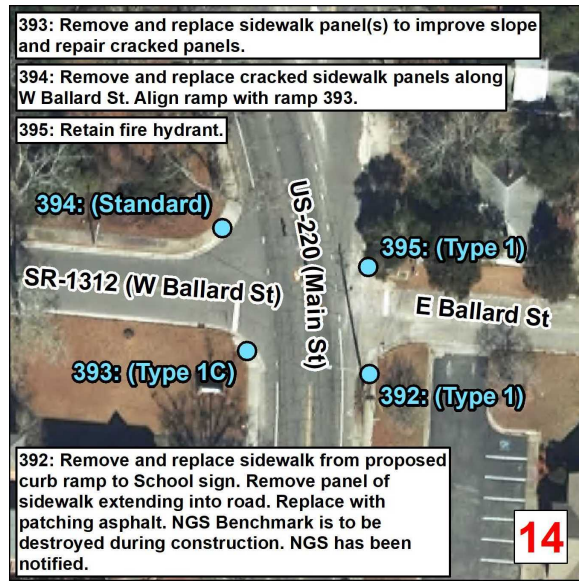 393: Remove and replace sidewalk panel(s) to improve slope
and repair cracked panels.
394: Remove and replace cracked sidewalk panels along
W Ballard St. Align ramp with ramp 393.
395: Retain fire hydrant.
394: (Standard)
US-220 (Main St)
395: (Type 1)
SR-1312 (W Ballard St)
E Ballard St
393: (Type 1C)
392: (Type 1)
392: Remove and replace sidewalk from proposed
curb ramp to School sign. Remove panel of
sidewalk extending into road. Replace with
patching asphalt. NGS Benchmark is to be
destroyed during construction. NGS has been
notified.
14